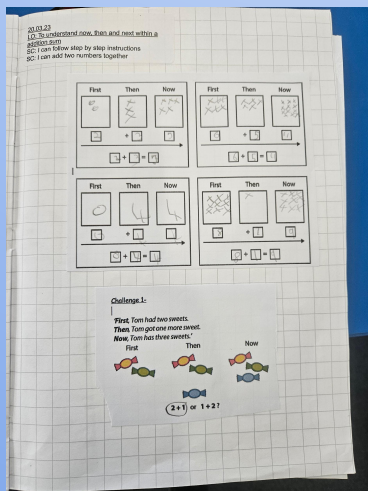 20.03.23
LO: To understand now, then and next within a
addition sum
SC: I can follow step by step instructions
SC: I can add two numbers together
First Then Now First Then Now
+ +
+ = + =
First Then Now First Then Now
+ +
+ = + =
Challenge 1-
'First, Tom had two sweets.
Then, Tom got one more sweet.
Now, Tom has three sweets.'
First Then Now
2+1 or 1+2?